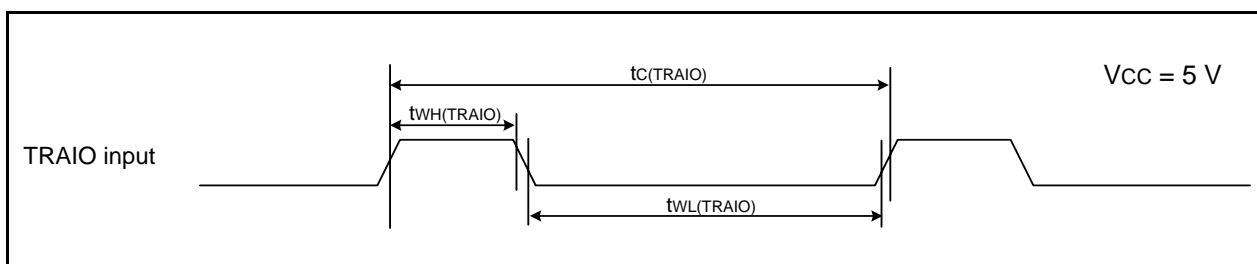 tC(TRAIO)
VCC = 5 V
tWH(TRAIO)
TRAIO input
tWL(TRAIO)